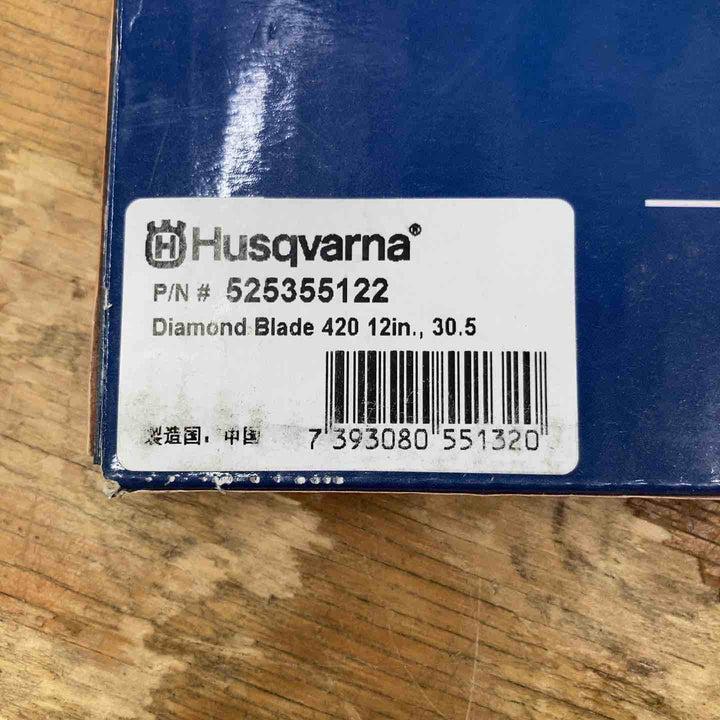 Husqvarna®
P/N # 525355122
Diamond Blade 420 12in., 30.5
製造国: 中国
7 393080 551320